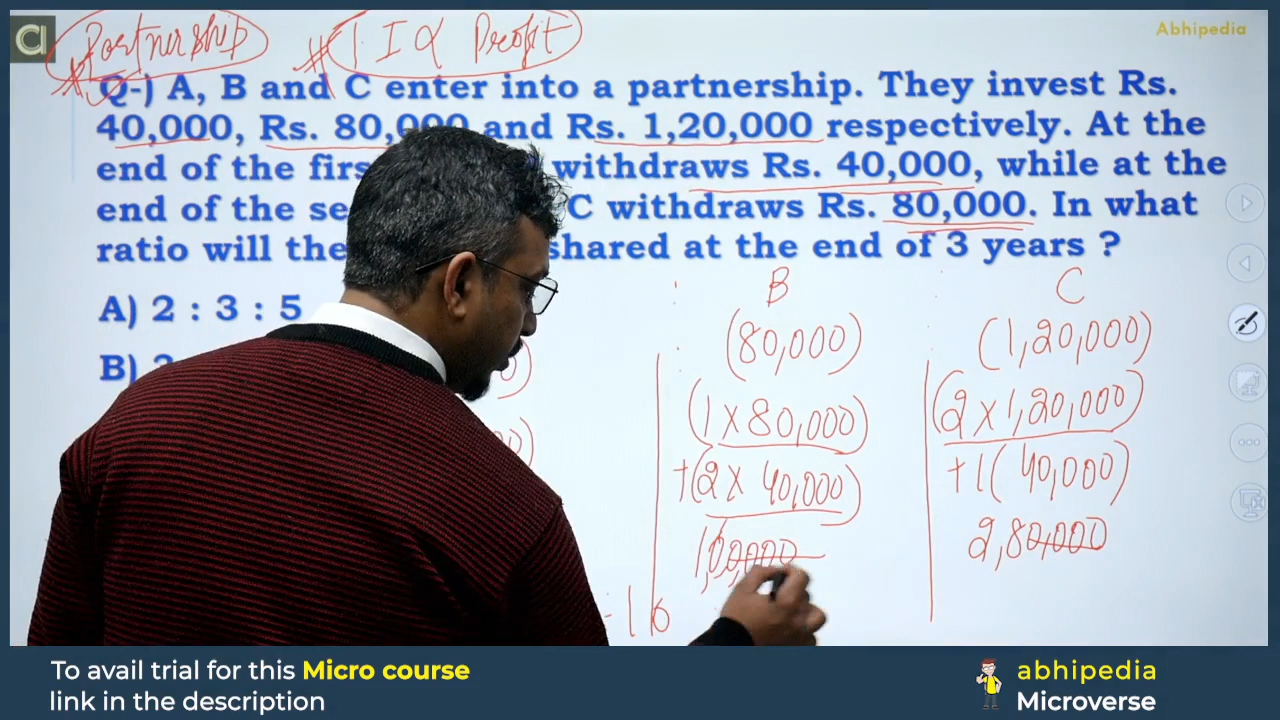 Partnership 1. I ∝ Profit
Abhipedia
Q-) A, B and C enter into a partnership. They invest Rs.
40,000, Rs. 80,000 and Rs. 1,20,000 respectively. At the
end of the firs withdraws Rs. 40,000, while at the
end of the se C withdraws Rs. 80,000. In what
ratio will the shared at the end of 3 years ?
A) 2 : 3 : 5
B)
: B : C
: (80,000) : (1,20,000)
(1 x 80,000) (2 x 1,20,000)
+(2 x 40,000) +1( 40,000)
2,80,000
16
To avail trial for this Micro course
link in the description
abhipedia
Microverse